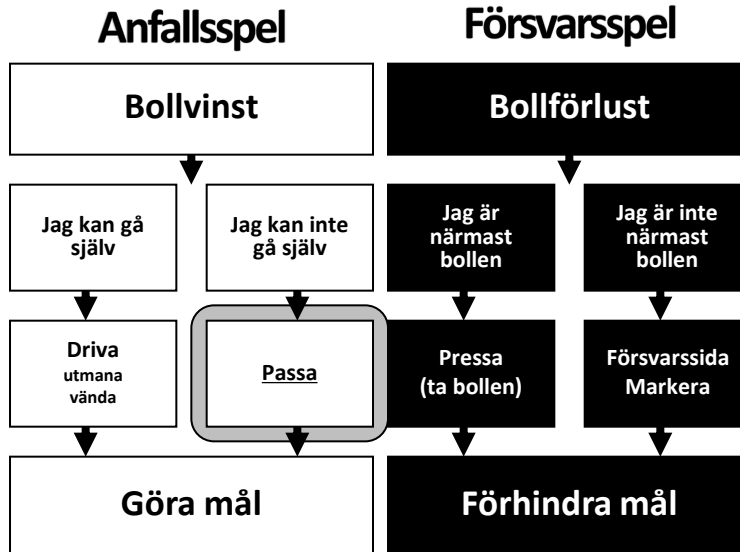 Anfallsspel
Försvarsspel
Bollvinst
Bollförlust
Jag kan gå
själv
Jag kan inte
gå själv
Jag är
närmast
bollen
Jag är inte
närmast
bollen
Driva
utmana
vända
Passa
Pressa
(ta bollen)
Försvarssida
Markera
Göra mål
Förhindra mål